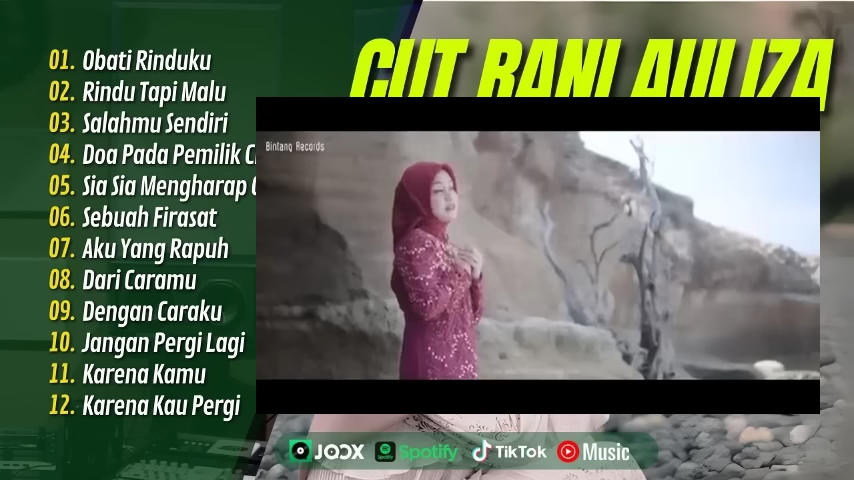 CUT RANI AULIZA
01. Obati Rinduku
02. Rindu Tapi Malu
03. Salahmu Sendiri
04. Doa Pada Pemilik
05. Sia Sia Mengharap
06. Sebuah Firasat
07. Aku Yang Rapuh
08. Dari Caramu
09. Dengan Caraku
10. Jangan Pergi Lagi
11. Karena Kamu
12. Karena Kau Pergi
Bintang Records
JOOX Spotify TikTok Music